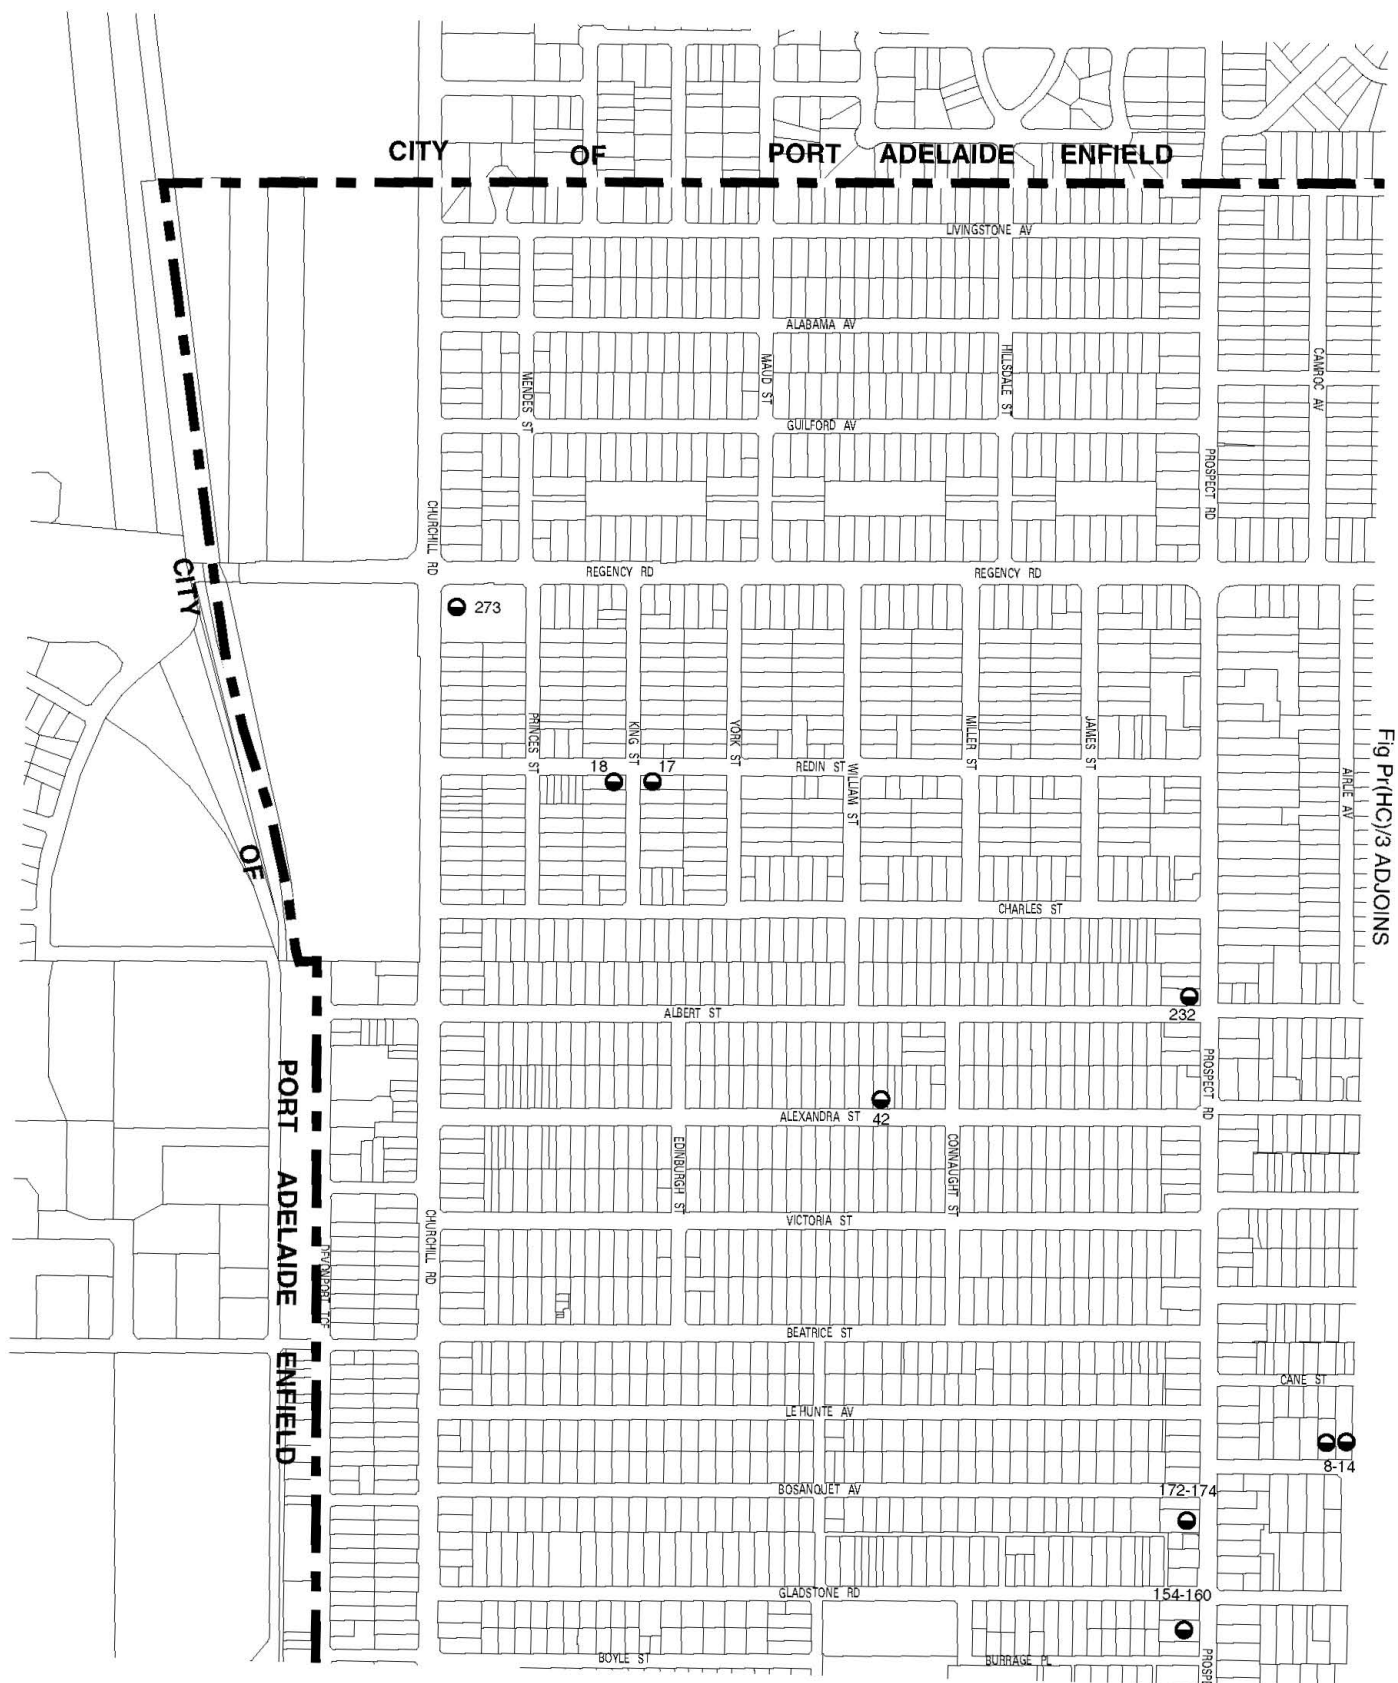 CITY OF PORT ADELAIDE ENFIELD
LIVINGSTONE AV
ALABAMA AV
MENDES ST
MAUD ST
HILLSDALE ST
CAMROC AV
GUILFORD AV
CHURCHILL RD
PROSPECT RD
REGENCY RD
REGENCY RD
CITY OF PORT ADELAIDE ENFIELD
273
PRINCES ST
KING ST
YORK ST
WILLIAM ST
MILLER ST
JAMES ST
AIRLIE AV
Fig Pr(HC)/3 ADJOINS
18
17
REDIN ST
CHARLES ST
ALBERT ST
232
PROSPECT RD
ALEXANDRA ST
42
EDINBURGH ST
CONNAUGHT ST
VICTORIA ST
CHURCHILL RD
DEVONPORT TCE
BEATRICE ST
CANE ST
LE HUNTE AV
8-14
BOSANQUET AV
172-174
GLADSTONE RD
154-160
BOYLE ST
BURRAGE PL